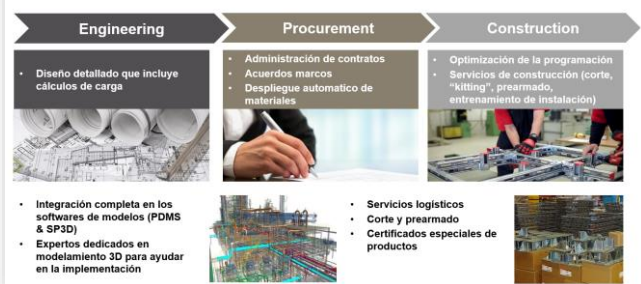 Engineering
Procurement
Construction
• Diseño detallado que incluye
cálculos de carga
• Administración de contratos
• Acuerdos marcos
• Despliegue automatico de
materiales
• Optimización de la programación
• Servicios de construcción (corte,
“kitting”, prearmado,
entrenamiento de instalación)
• Integración completa en los
softwares de modelos (PDMS
& SP3D)
• Expertos dedicados en
modelamiento 3D para ayudar
en la implementación
• Servicios logísticos
• Corte y prearmado
• Certificados especiales de
productos